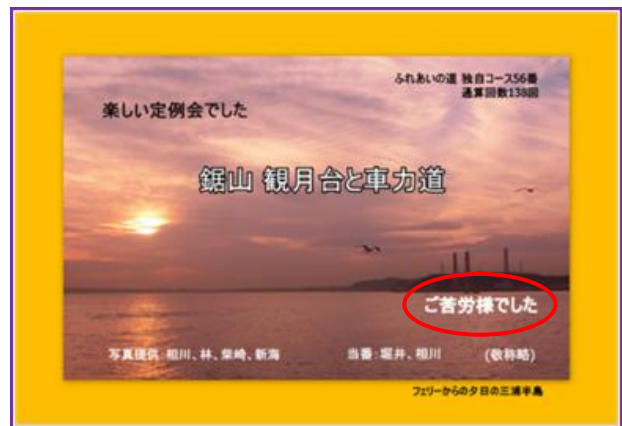 ふれあいの道 独自コース56番
通算回数138回
楽しい定例会でした
鋸山 観月台と車力道
ご苦労様でした
写真提供：相川、林、柴崎、新海　当番：堀井、相川　(敬称略)
フェリーからの夕日の三浦半島